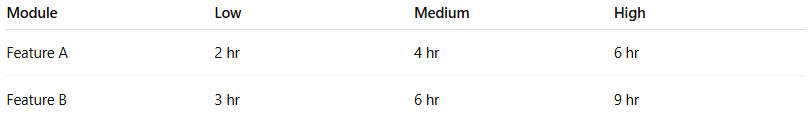 Module Low Medium High
Feature A 2 hr 4 hr 6 hr
Feature B 3 hr 6 hr 9 hr